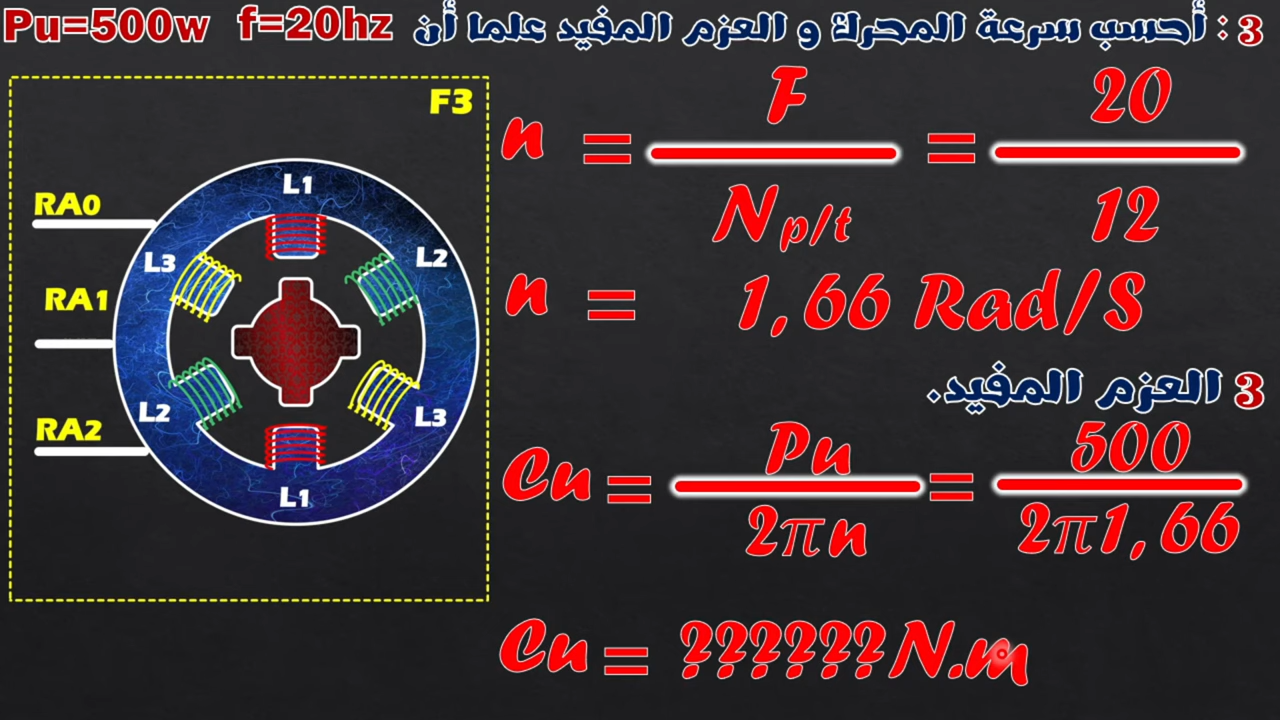 3 : أحسب سرعة المحرك و العزم المفيد علما أن f=20hz Pu=500w
F3
RA0
RA1
RA2
L1
L2
L3
L2
L3
L1
n = F / Np/t = 20 / 12
n = 1,66 Rad/S
3 العزم المفيد.
Cu = Pu / 2πn = 500 / 2π1,66
Cu = ?????? N.m